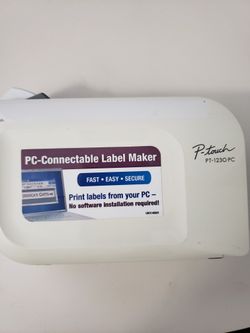 PC-Connectable Label Maker
FAST • EASY • SECURE
Print labels from your PC –
No software installation required!
P-touch
PT-1230PC